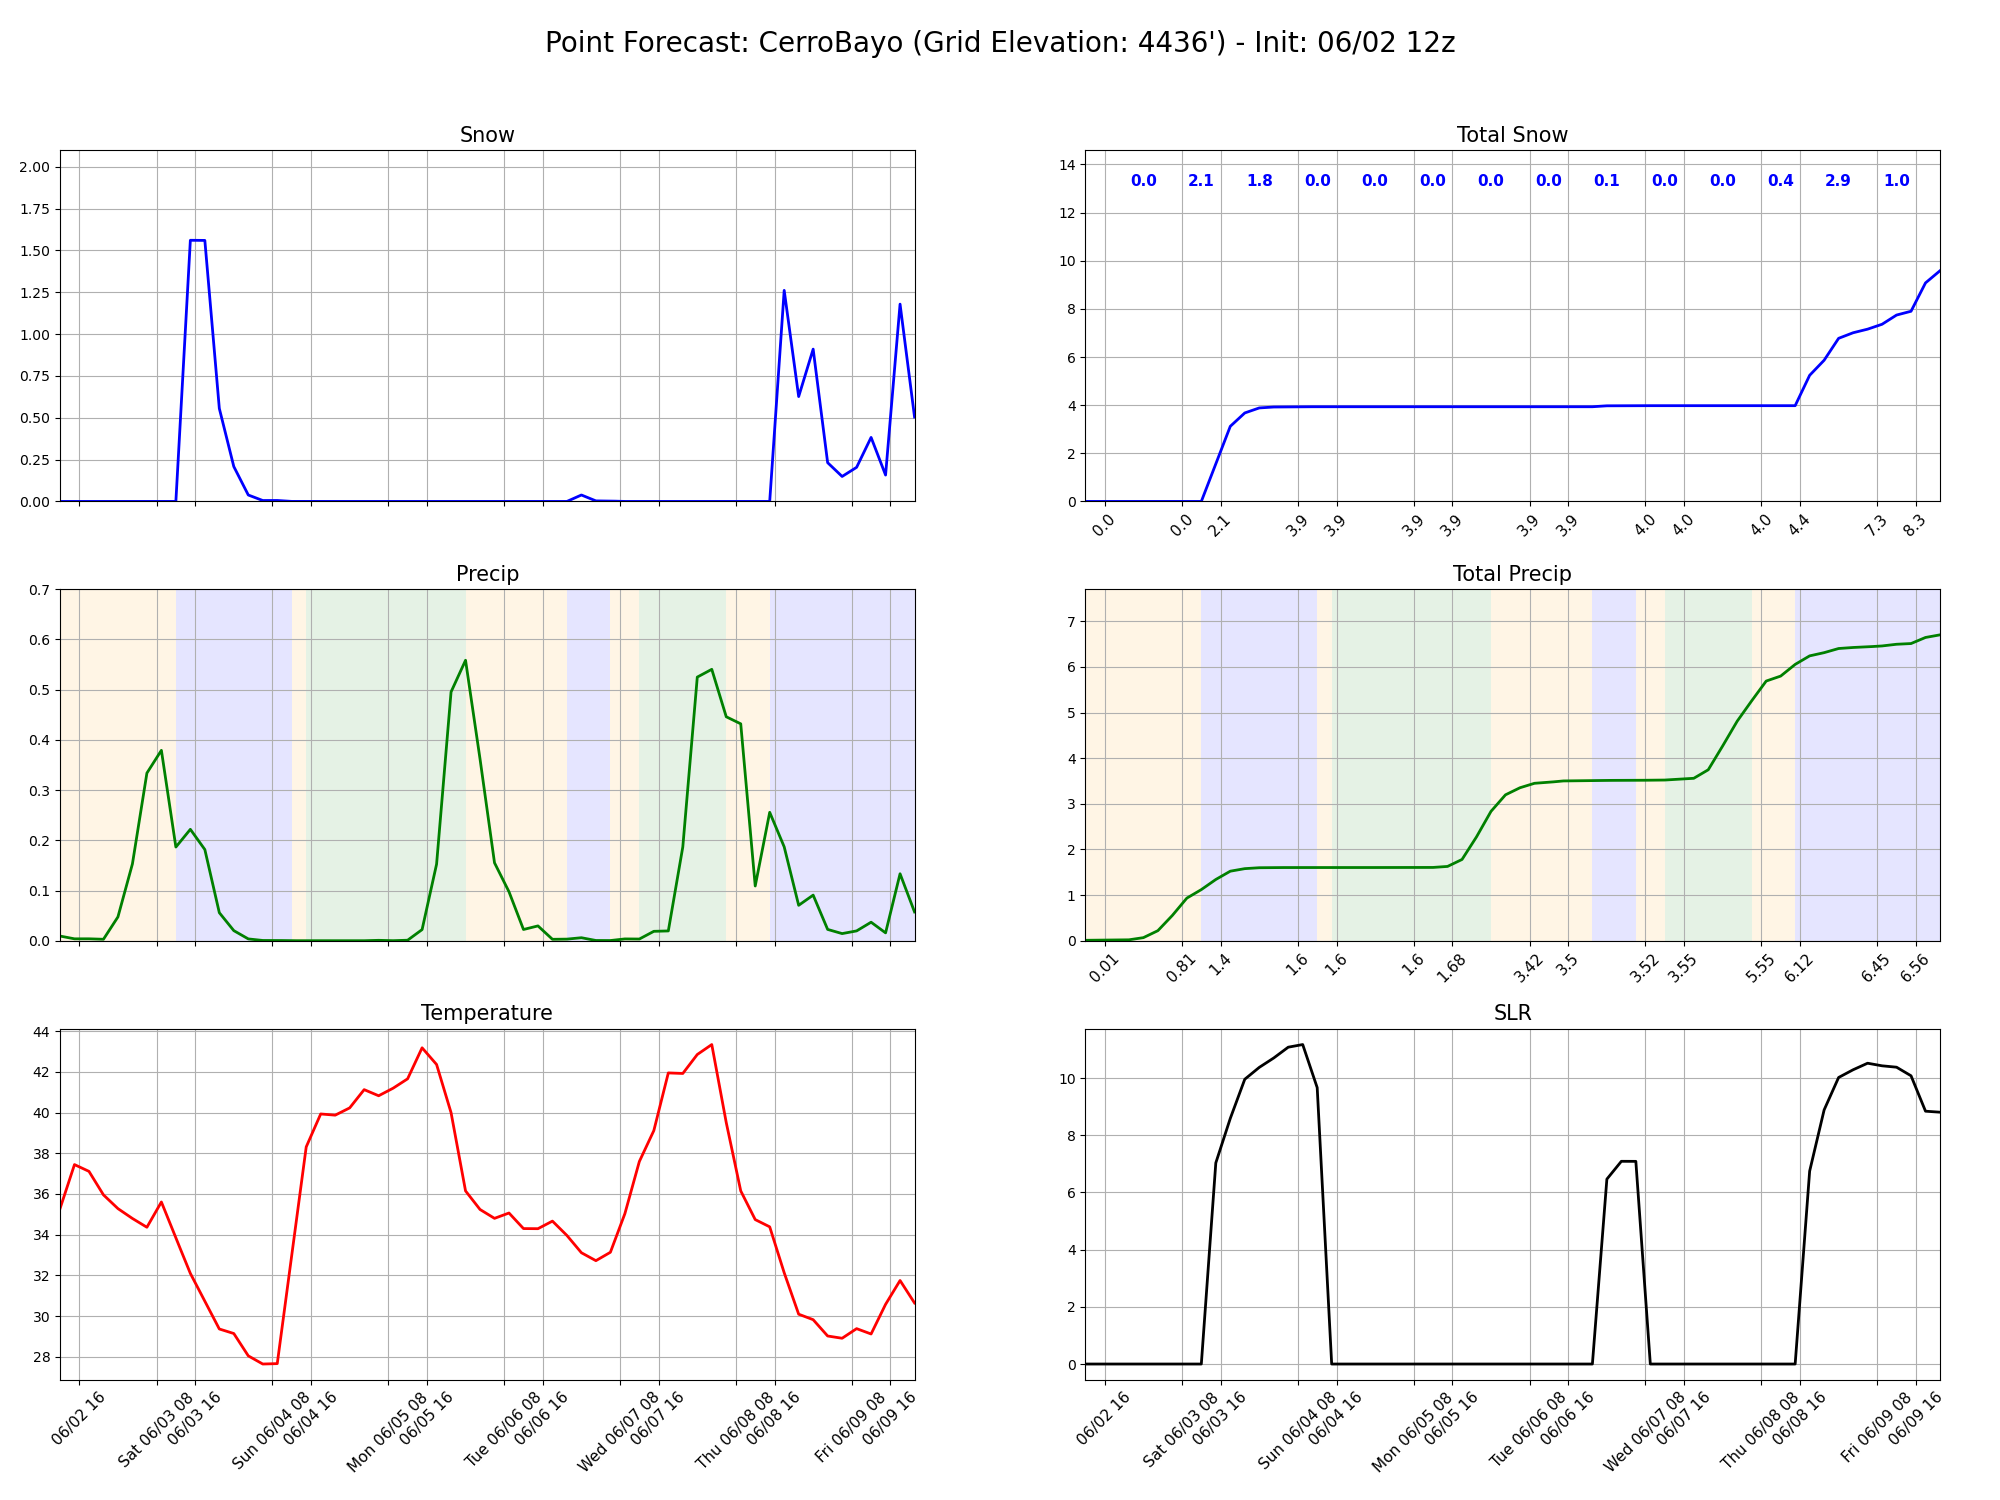 Point Forecast: CerroBayo (Grid Elevation: 4436') - Init: 06/02 12z
Snow
2.00
1.75
1.50
1.25
1.00
0.75
0.50
0.25
0.00
Total Snow
0.0 2.1 1.8 0.0 0.0 0.0 0.0 0.0 0.1 0.0 0.0 0.4 2.9 1.0
14
12
10
8
6
4
2
0
0.0 0.0 2.1 3.9 3.9 3.9 3.9 3.9 3.9 4.0 4.0 4.0 4.4 7.3 8.3
Precip
0.7
0.6
0.5
0.4
0.3
0.2
0.1
0.0
Total Precip
7
6
5
4
3
2
1
0
0.01 0.81 1.4 1.6 1.6 1.6 1.68 3.42 3.5 3.52 3.55 5.55 6.12 6.45 6.56
Temperature
44
42
40
38
36
34
32
30
28
06/02 16
Sat 06/03 08
06/03 16
Sun 06/04 08
06/04 16
Mon 06/05 08
06/05 16
Tue 06/06 08
06/06 16
Wed 06/07 08
06/07 16
Thu 06/08 08
06/08 16
Fri 06/09 08
06/09 16
SLR
10
8
6
4
2
0
06/02 16
Sat 06/03 08
06/03 16
Sun 06/04 08
06/04 16
Mon 06/05 08
06/05 16
Tue 06/06 08
06/06 16
Wed 06/07 08
06/07 16
Thu 06/08 08
06/08 16
Fri 06/09 08
06/09 16